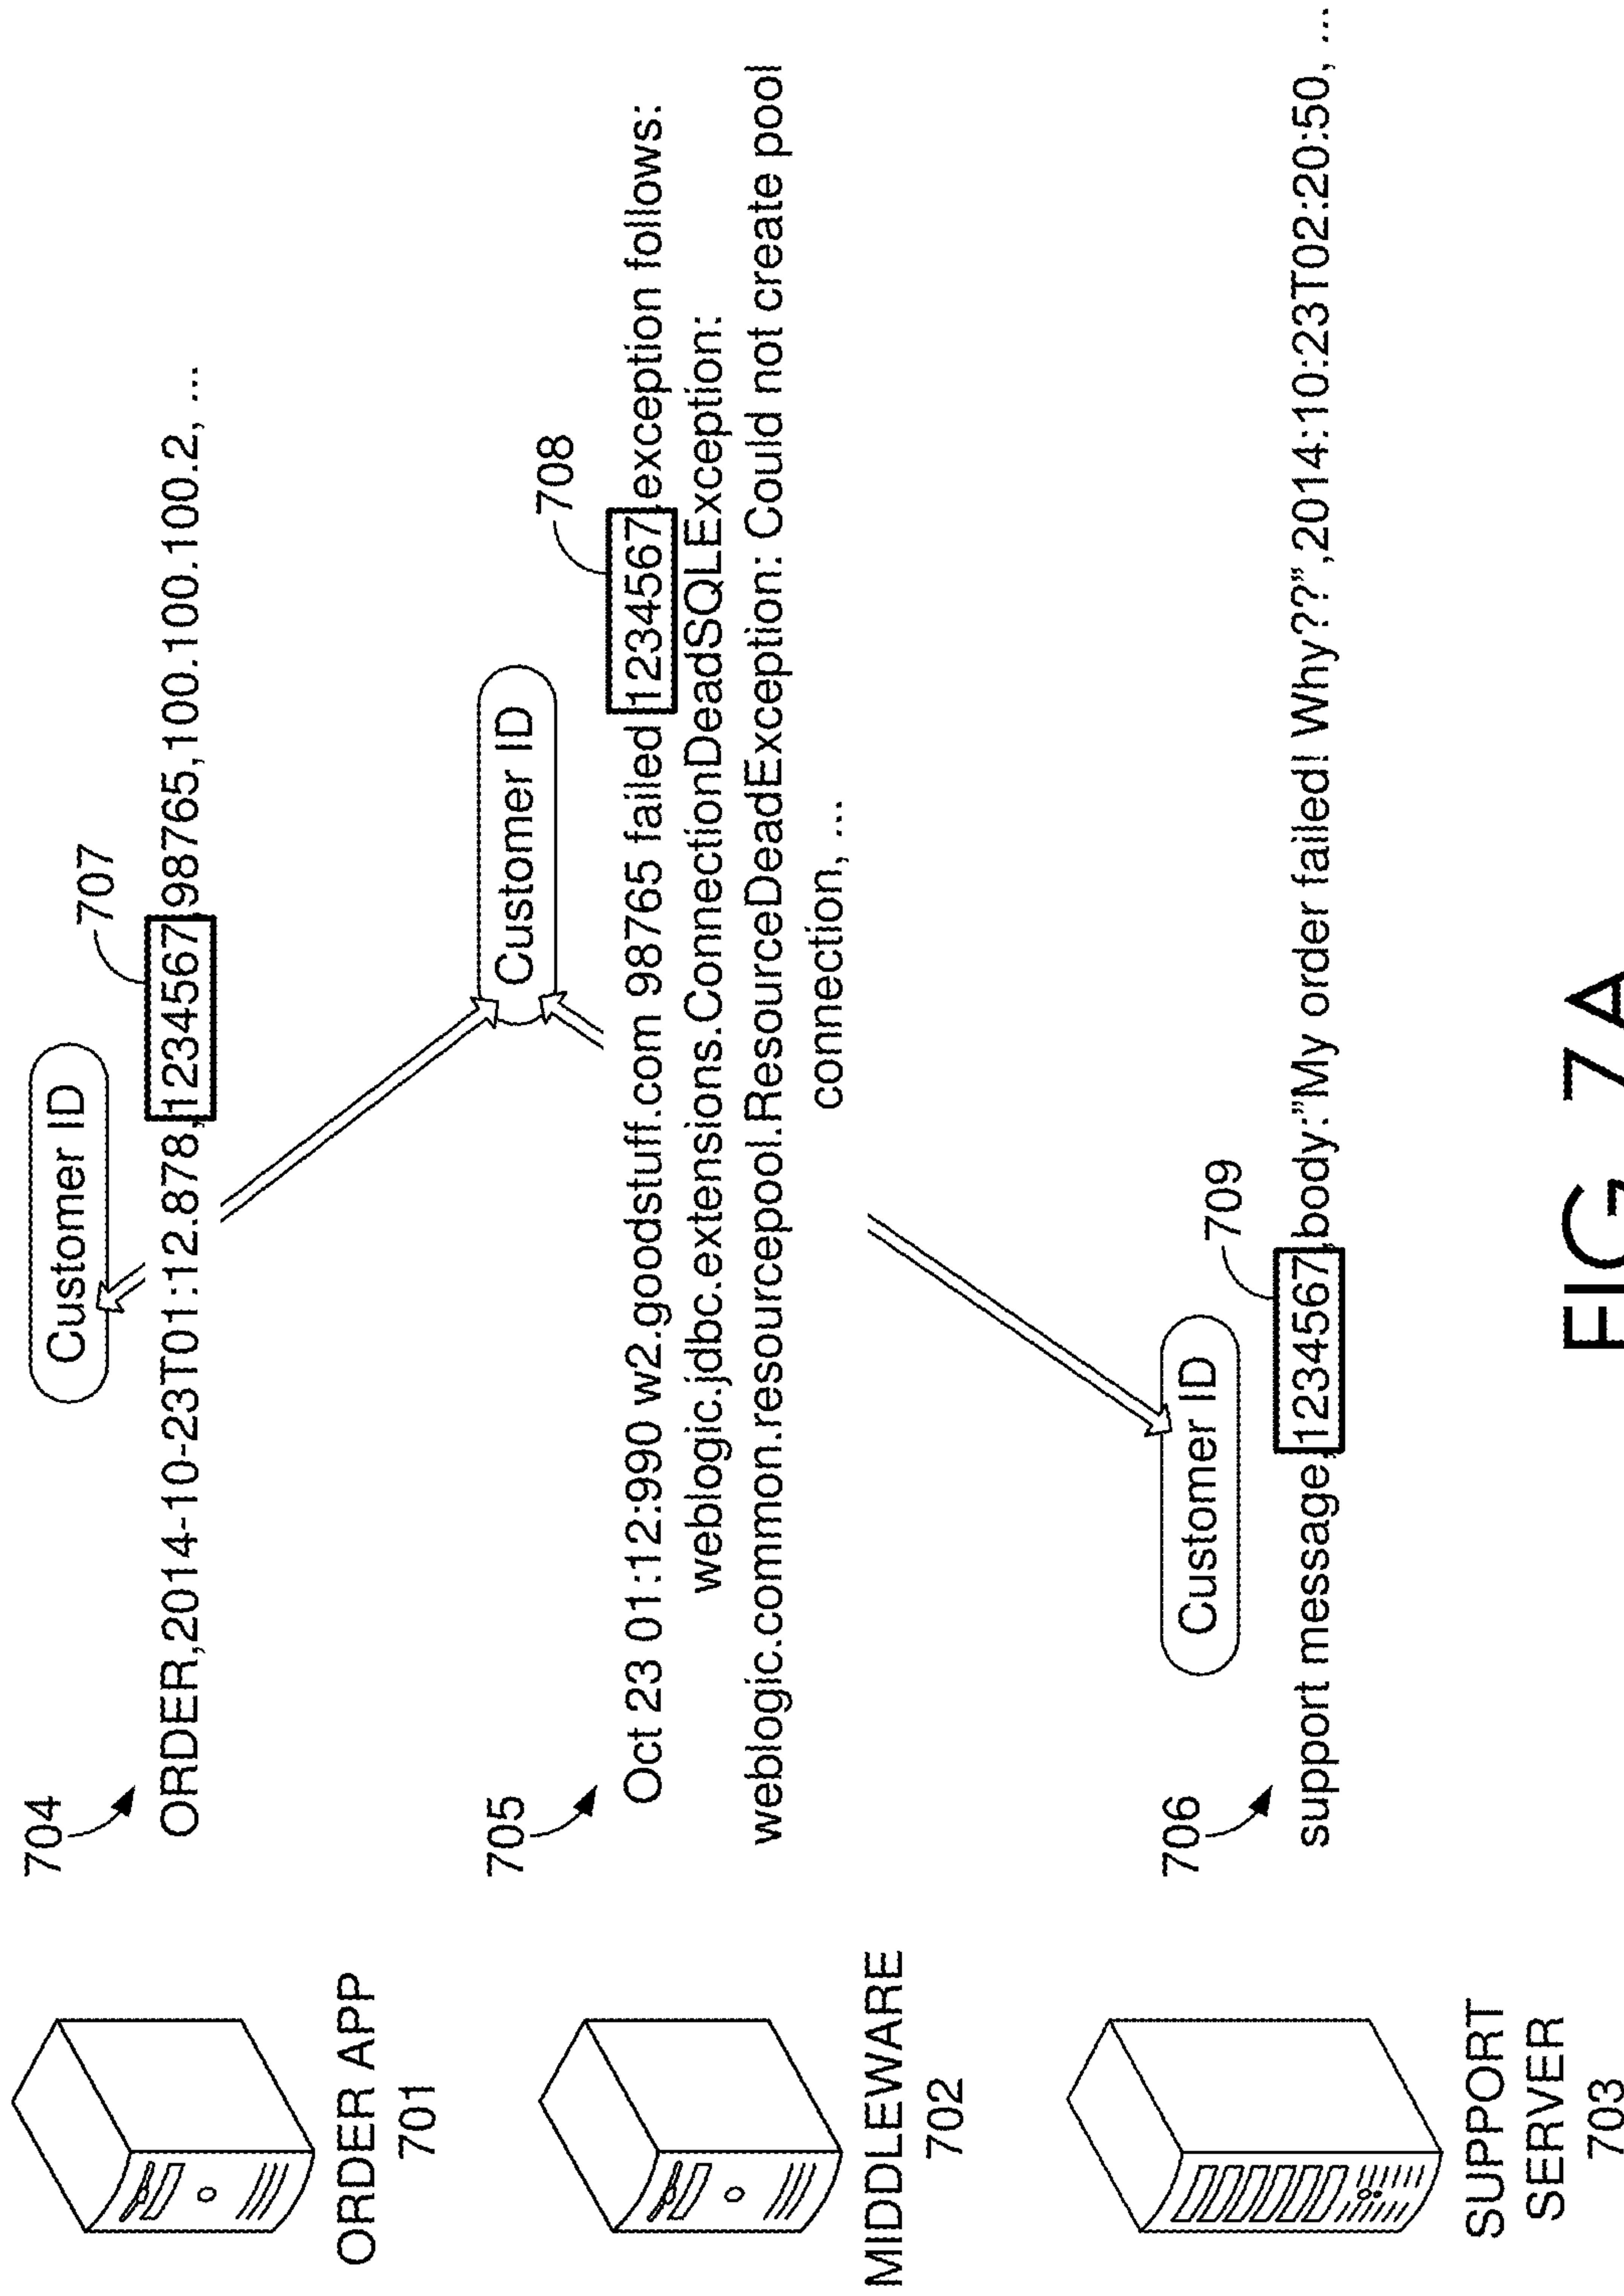 704
Customer ID
707
ORDER,2014-10-23T01:12.878,1234567,98765,100.100.100.2, ...
ORDER APP
701
705
Customer ID
708
Oct 23 01:12:990 w2.goodstuff.com 98765 failed 1234567,exception follows:
weblogic.jdbc.extensions.ConnectionDeadSQLException:
weblogic.common.resourcepool.ResourceDeadException: Could not create pool
connection, ...
MIDDLEWARE
702
706
Customer ID
709
support message,1234567,body:"My order failed! Why??",2014:10:23T02:20:50, ...
SUPPORT
SERVER
703
FIG. 7A